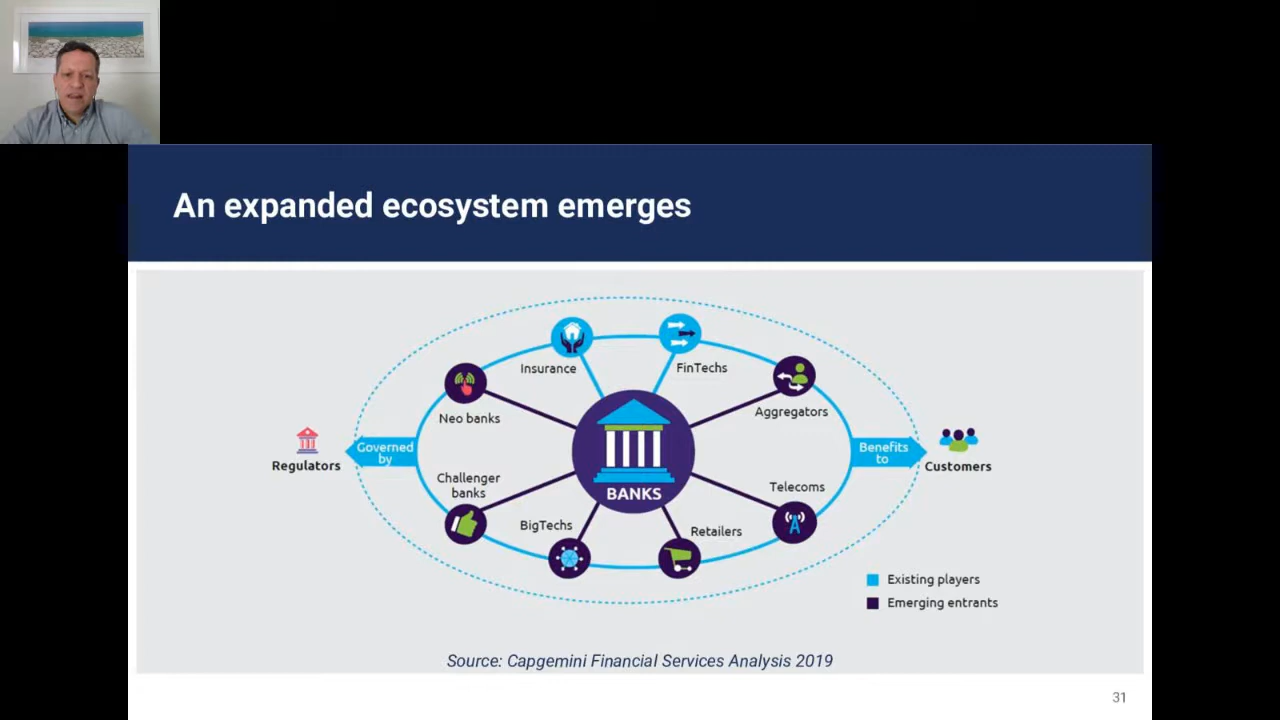 An expanded ecosystem emerges
Insurance
FinTechs
Neo banks
Aggregators
Regulators
Governed
by
BANKS
Benefits
to
Customers
Challenger
banks
BigTechs
Retailers
Telecoms
Existing players
Emerging entrants
Source: Capgemini Financial Services Analysis 2019
31